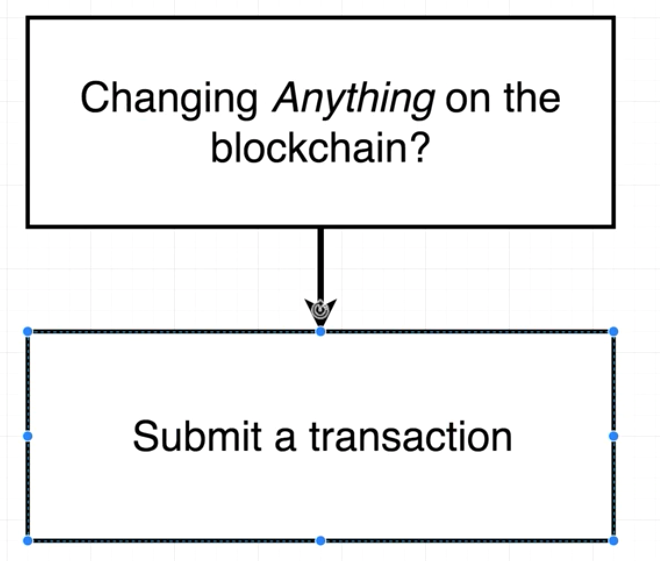 Changing Anything on the
blockchain?
Submit a transaction